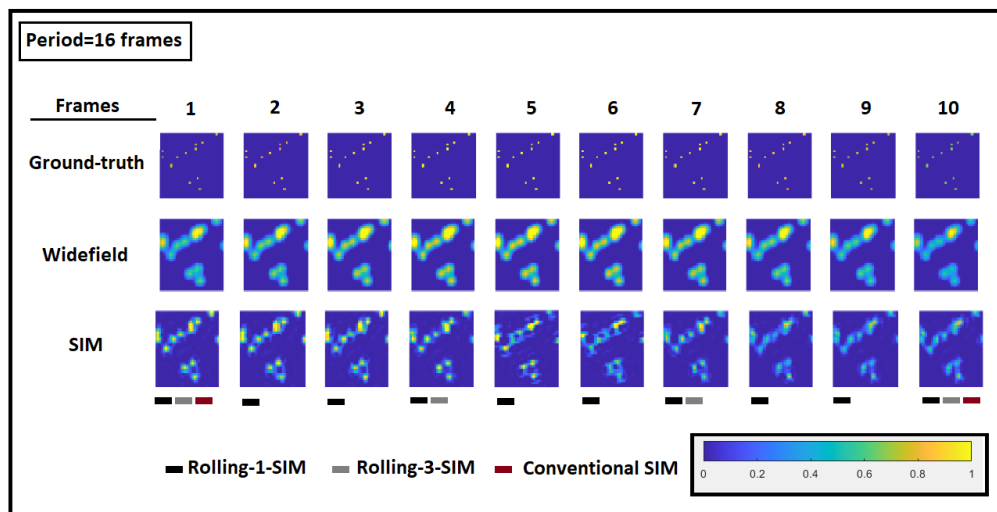 Period=16 frames
Frames 1 2 3 4 5 6 7 8 9 10
Ground-truth
Widefield
SIM
Rolling-1-SIM Rolling-3-SIM Conventional SIM
0 0.2 0.4 0.6 0.8 1